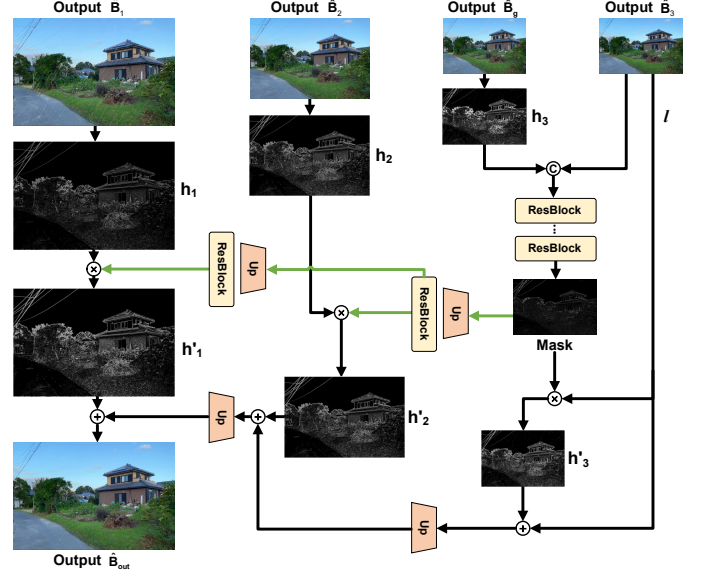 Output B̂₁
Output B̂₂
Output B̂g
Output B̂₃
h₁
h₂
h₃
l
C
ResBlock
ResBlock
ResBlock
Up
ResBlock
Up
Mask
h'₁
h'₂
h'₃
Up
Up
Output B̂out